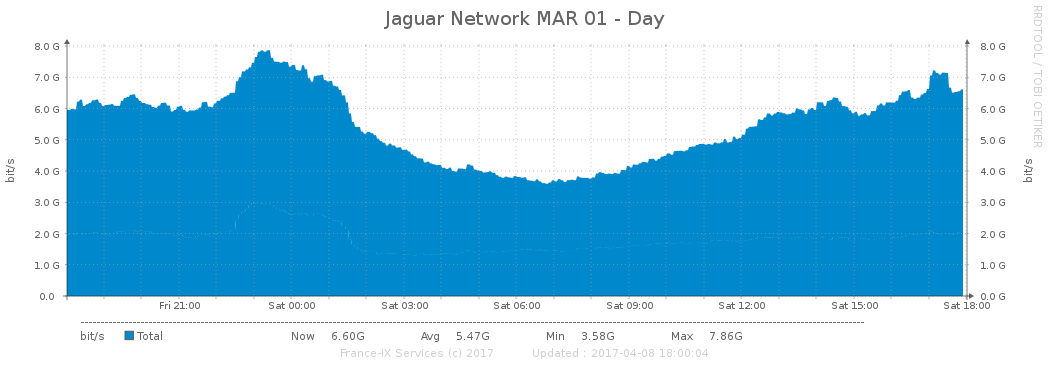 Jaguar Network MAR 01 - Day
RRDTOOL / TOBI OETIKER
8.0 G 8.0 G
7.0 G 7.0 G
6.0 G 6.0 G
5.0 G 5.0 G
4.0 G 4.0 G
3.0 G 3.0 G
2.0 G 2.0 G
1.0 G 1.0 G
0.0 0.0 G
bit/s bit/s
Fri 21:00 Sat 00:00 Sat 03:00 Sat 06:00 Sat 09:00 Sat 12:00 Sat 15:00 Sat 18:00
bit/s Total Now 6.60G Avg 5.47G Min 3.58G Max 7.86G
France-IX Services (c) 2017 Updated : 2017-04-08 18:00:04